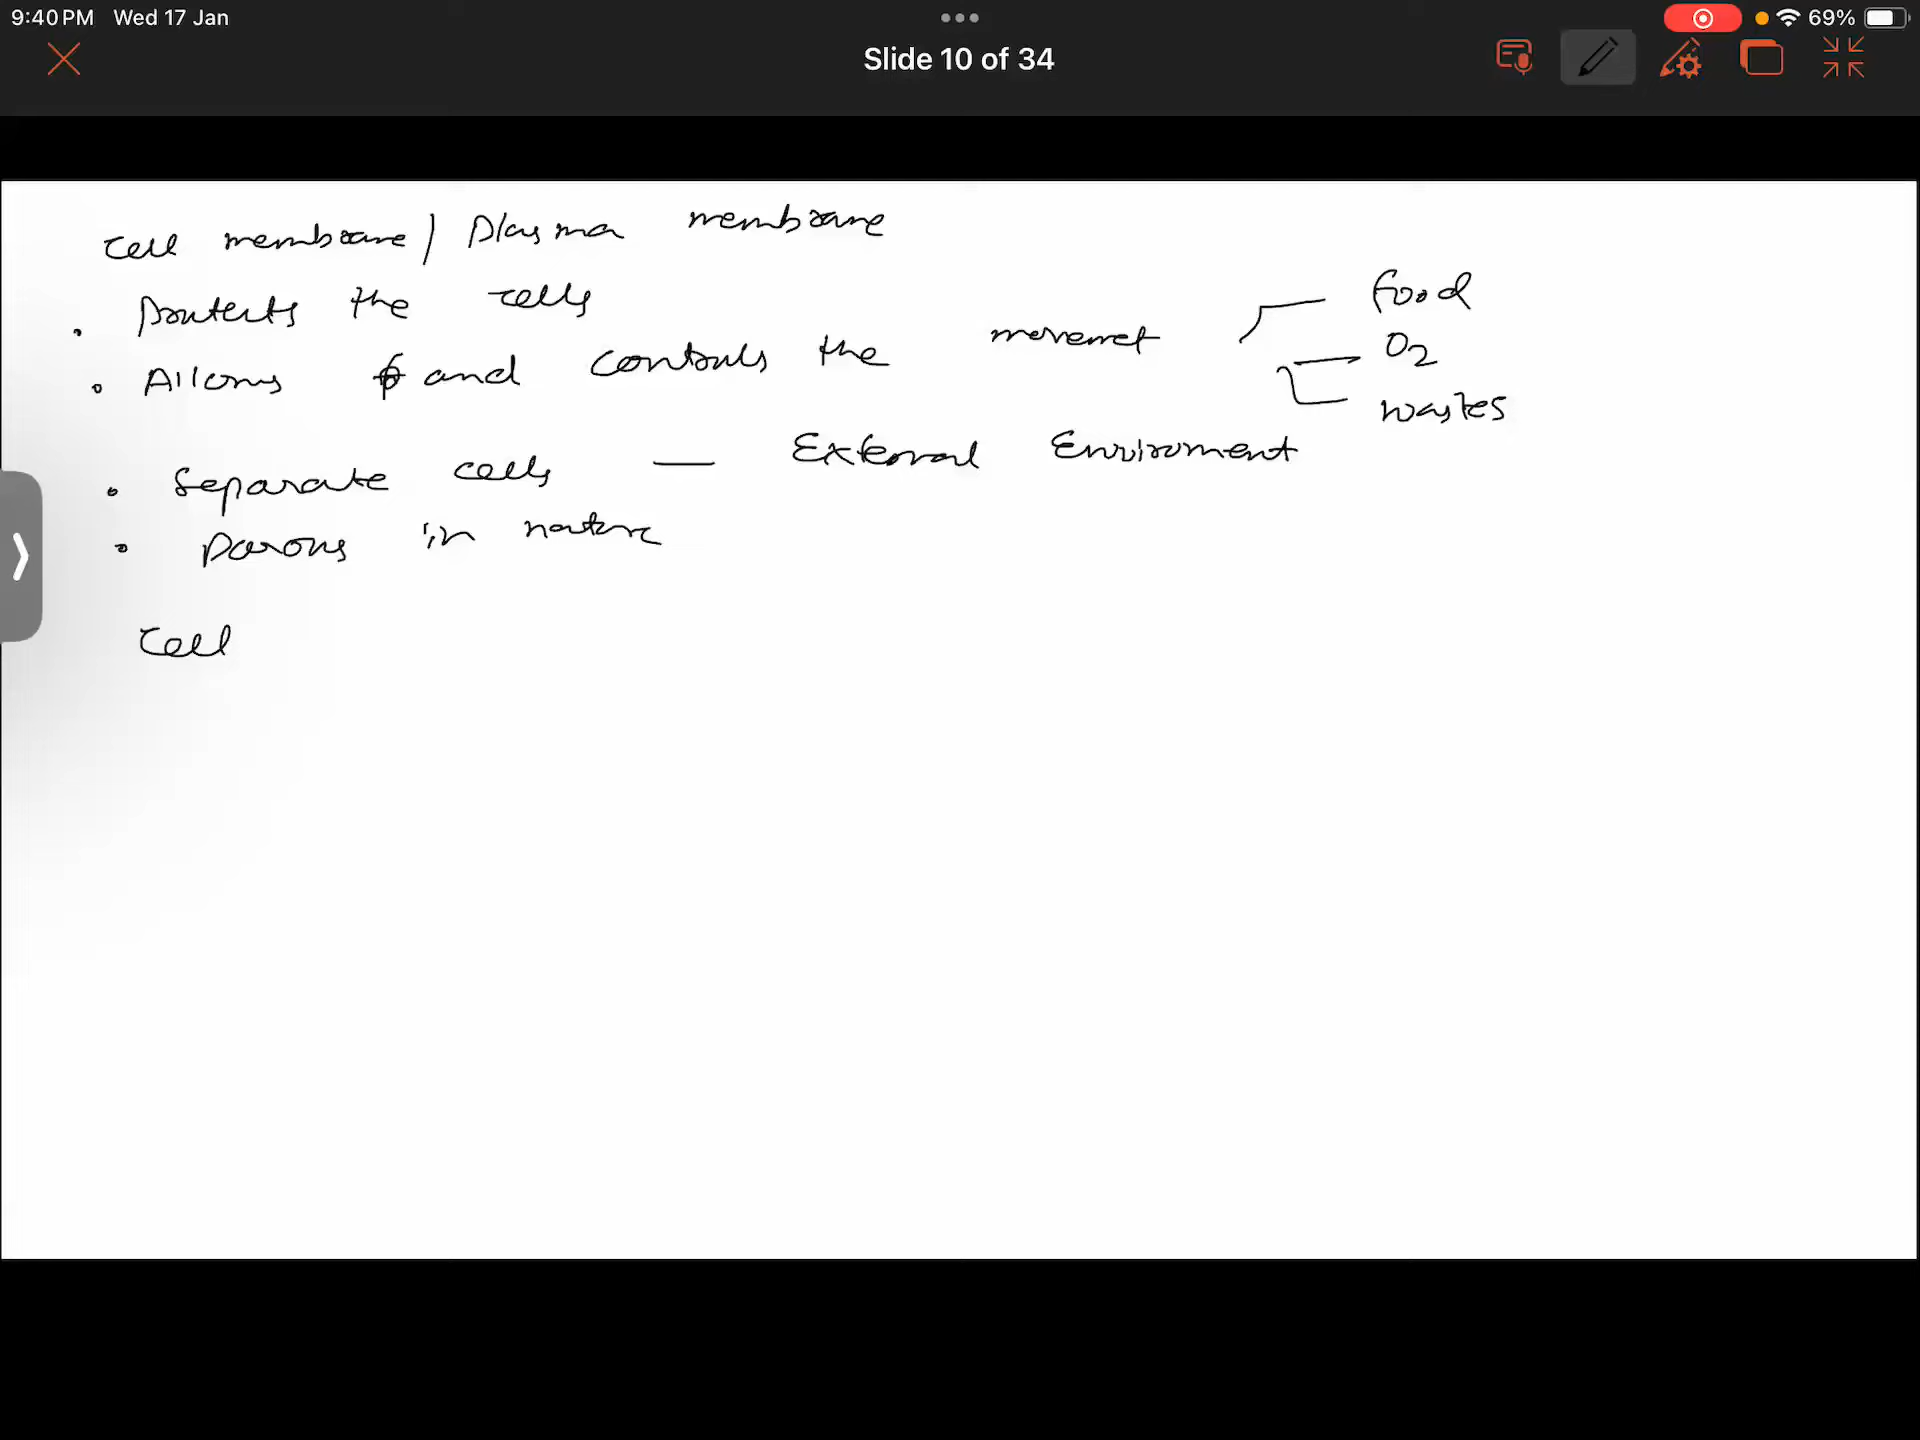 9:40 PM Wed 17 Jan
69%
Slide 10 of 34
Cell membrane / Plasma membrane
• Protects the cells
• Allows and controls the movement
food
O2
wastes
• Separate cells — External Enviroment
• Porous in nature
Cell